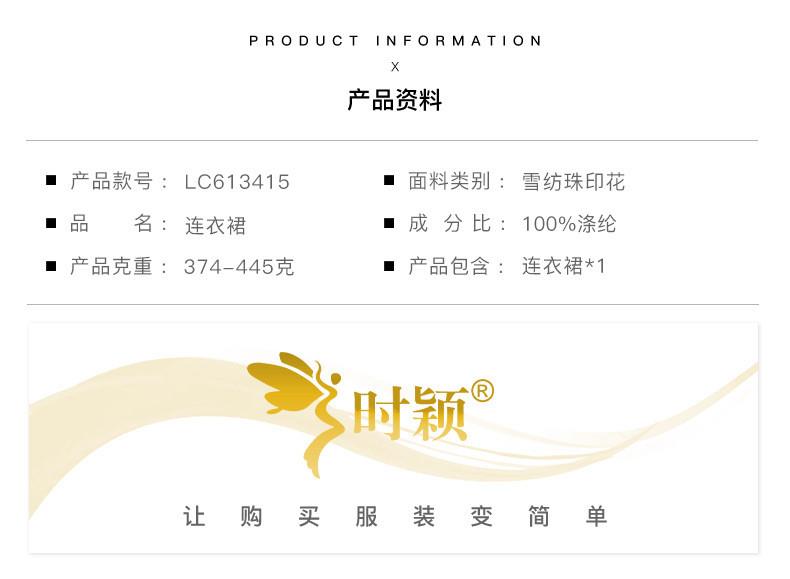 PRODUCT INFORMATION
X
产品资料
■ 产品款号： LC613415
■ 面料类别： 雪纺珠印花
■ 品 名： 连衣裙
■ 成 分 比： 100%涤纶
■ 产品克重： 374-445克
■ 产品包含： 连衣裙*1
时颖®
让购买服装变简单